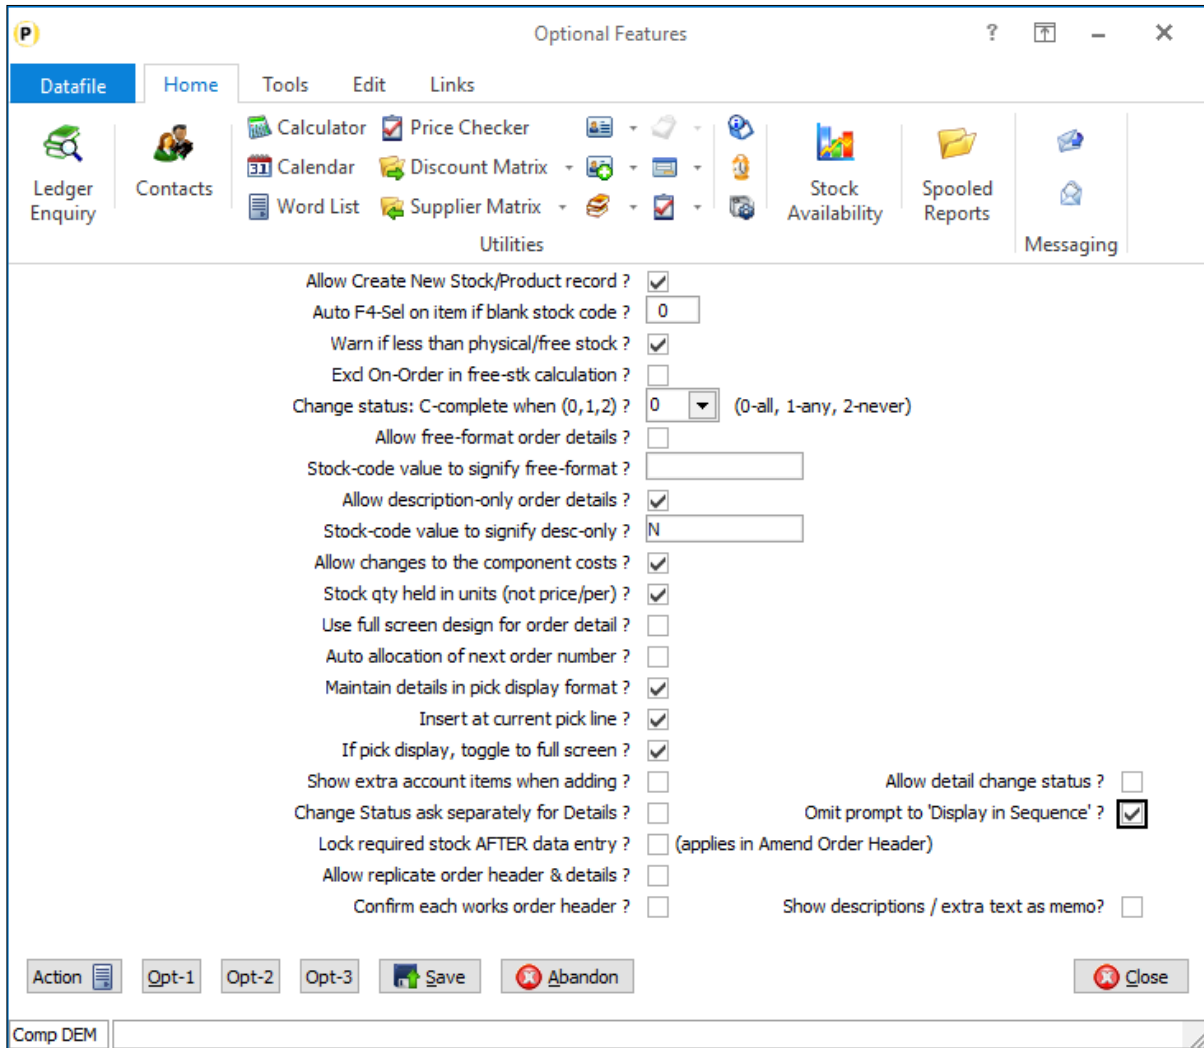 P
Optional Features
?
Datafile
Home
Tools
Edit
Links
Ledger
Enquiry
Contacts
Calculator
Price Checker
31 Calendar
Discount Matrix
Word List
Supplier Matrix
Utilities
Stock
Availability
Spooled
Reports
Messaging
Allow Create New Stock/Product record ?
Auto F4-Sel on item if blank stock code ? 0
Warn if less than physical/free stock ?
Excl On-Order in free-stk calculation ?
Change status: C-complete when (0,1,2) ? 0 (0-all, 1-any, 2-never)
Allow free-format order details ?
Stock-code value to signify free-format ?
Allow description-only order details ?
Stock-code value to signify desc-only ? N
Allow changes to the component costs ?
Stock qty held in units (not price/per) ?
Use full screen design for order detail ?
Auto allocation of next order number ?
Maintain details in pick display format ?
Insert at current pick line ?
If pick display, toggle to full screen ?
Show extra account items when adding ? Allow detail change status ?
Change Status ask separately for Details ? Omit prompt to 'Display in Sequence' ?
Lock required stock AFTER data entry ? (applies in Amend Order Header)
Allow replicate order header & details ?
Confirm each works order header ? Show descriptions / extra text as memo?
Action Opt-1 Opt-2 Opt-3 Save Abandon Close
Comp DEM